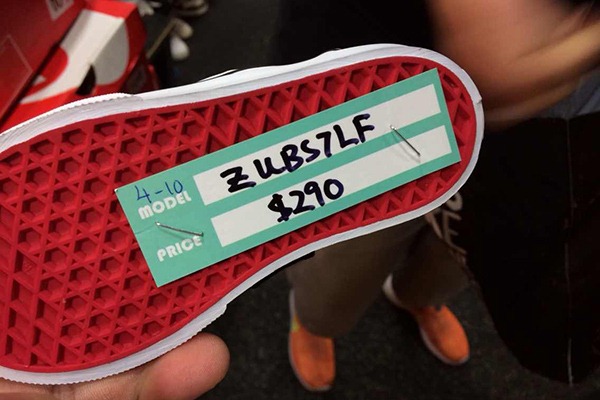 4-10
MODEL ZUBS7LF
PRICE $290